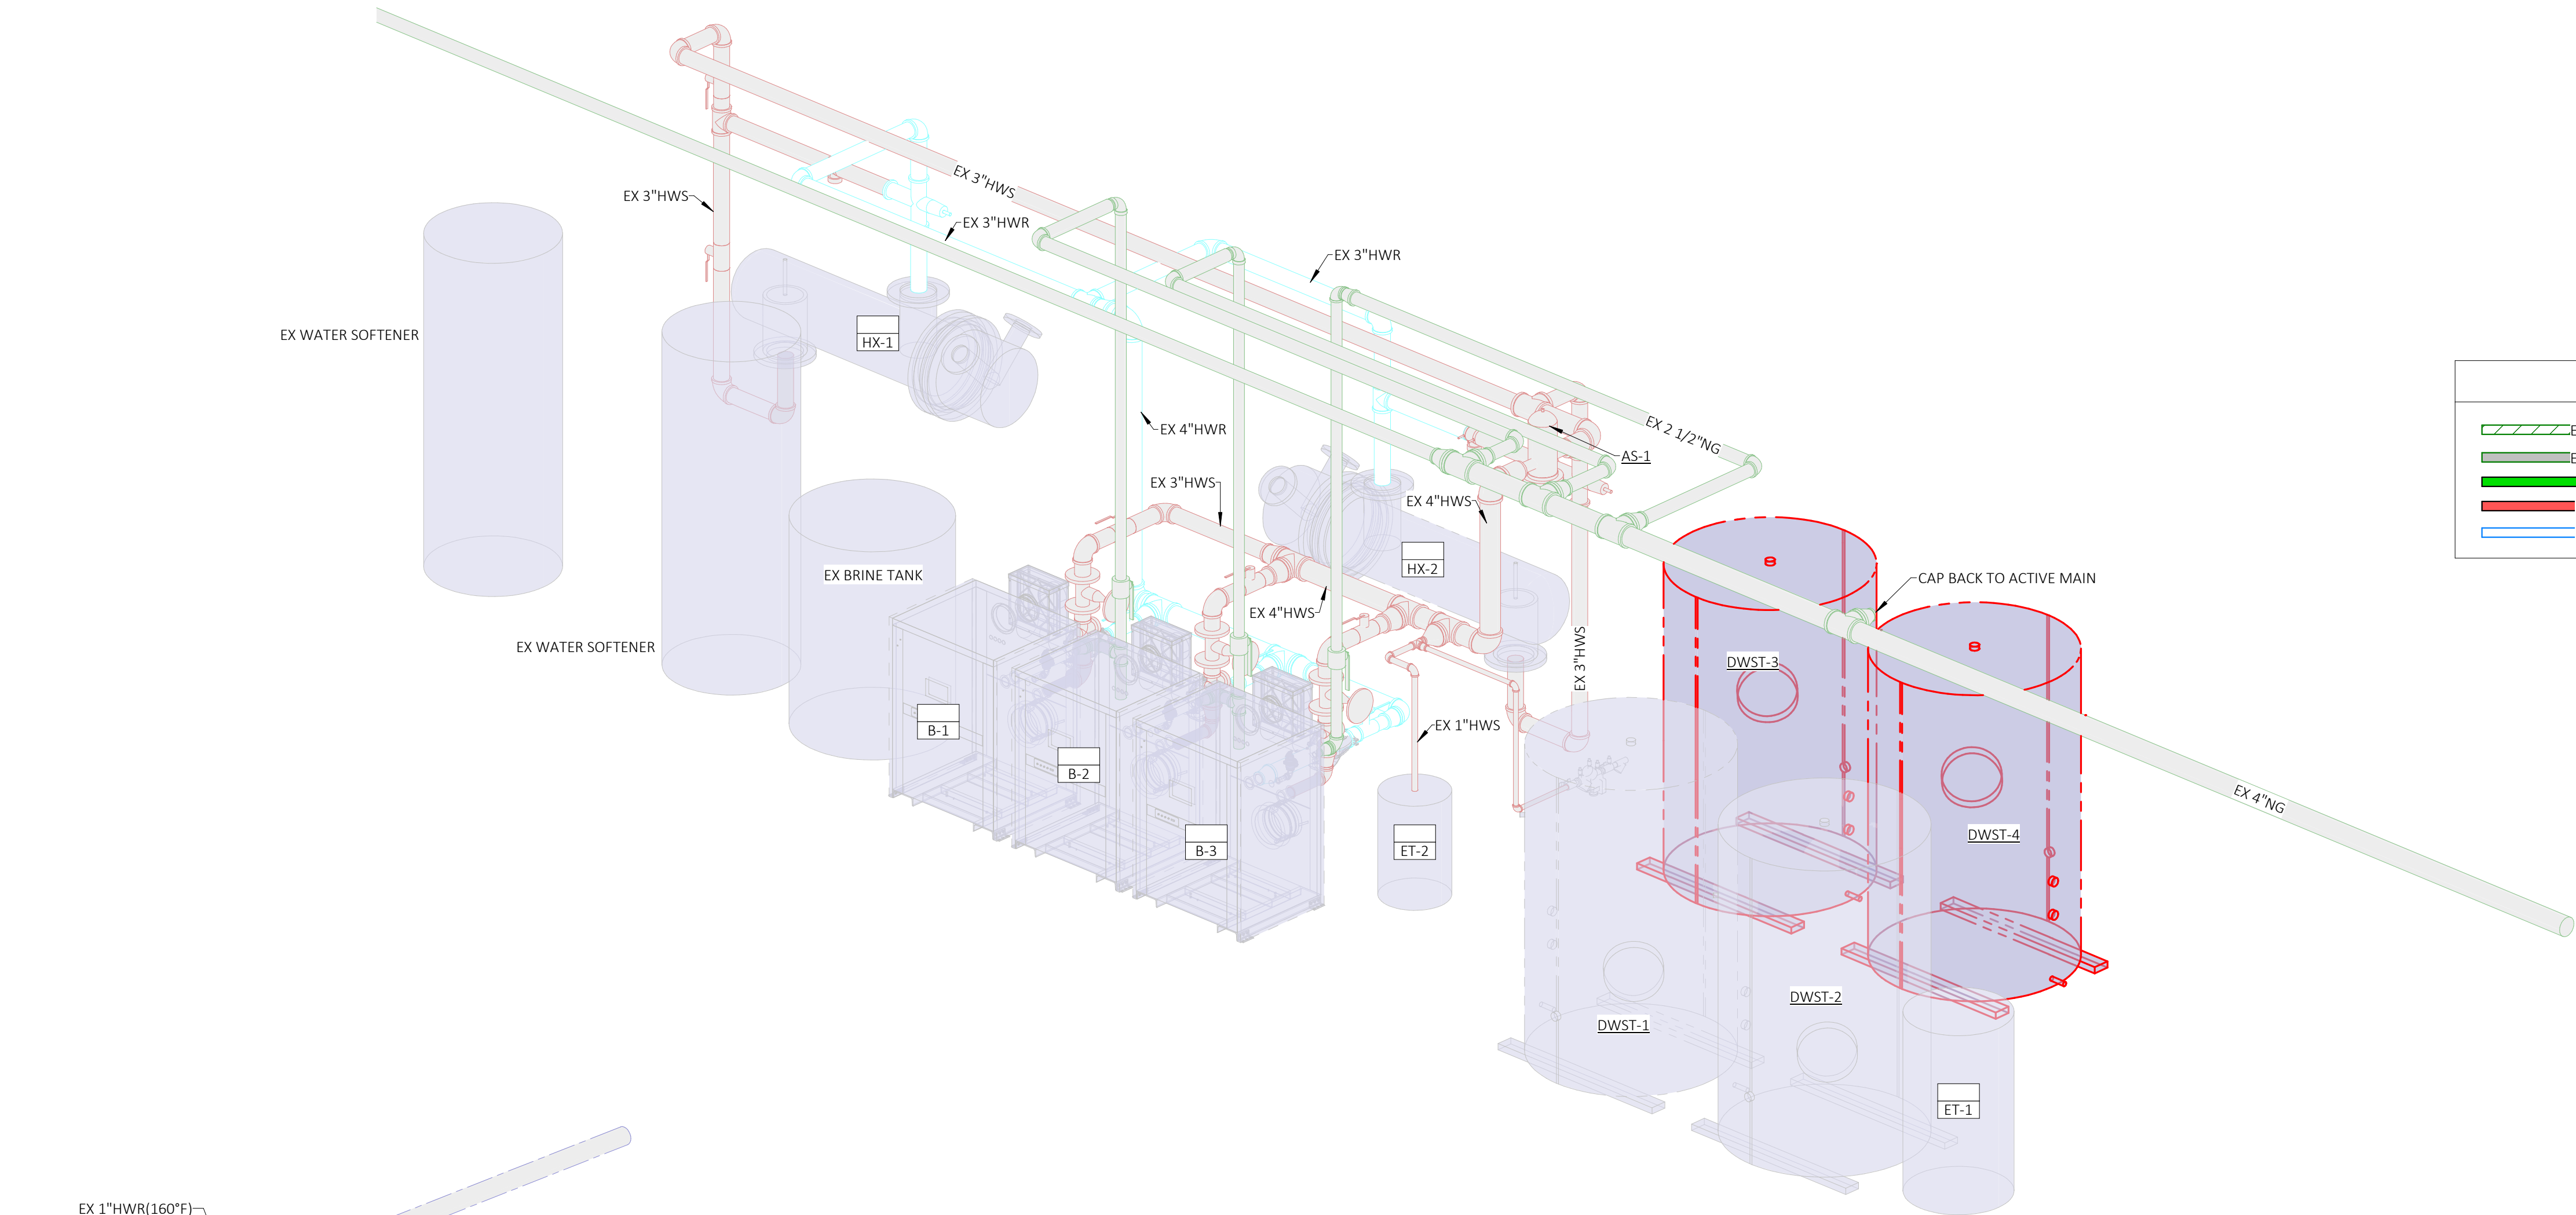 EX 3"HWS
EX 3"HWS
EX 3"HWR
EX 3"HWR
EX WATER SOFTENER
HX-1
EX 4"HWR
EX 2 1/2"NG
AS-1
EX 3"HWS
EX 4"HWS
HX-2
EX BRINE TANK
CAP BACK TO ACTIVE MAIN
EX 4"HWS
EX WATER SOFTENER
EX 3"HWS
DWST-3
B-1
EX 1"HWS
B-2
EX 4"NG
DWST-4
B-3
ET-2
DWST-2
DWST-1
ET-1
EX 1"HWR(160°F)